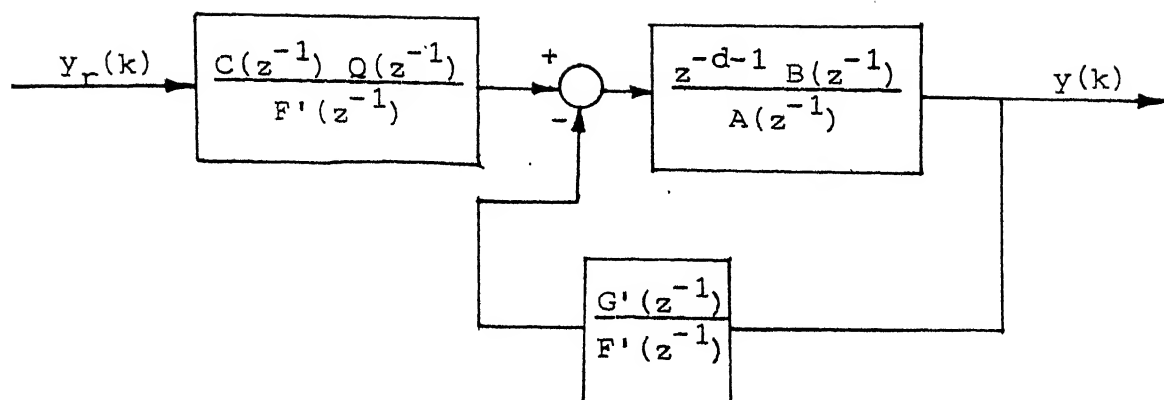 y_r(k)
C(z^-1) Q(z^-1)
F'(z^-1)
+
-
z^-d-1 B(z^-1)
A(z^-1)
y(k)
G'(z^-1)
F'(z^-1)